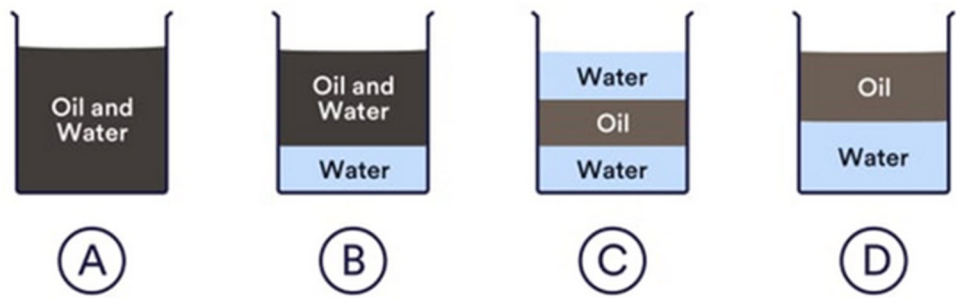 Oil and
Water
Oil and
Water
Water
Water
Oil
Water
Oil
Water
A
B
C
D